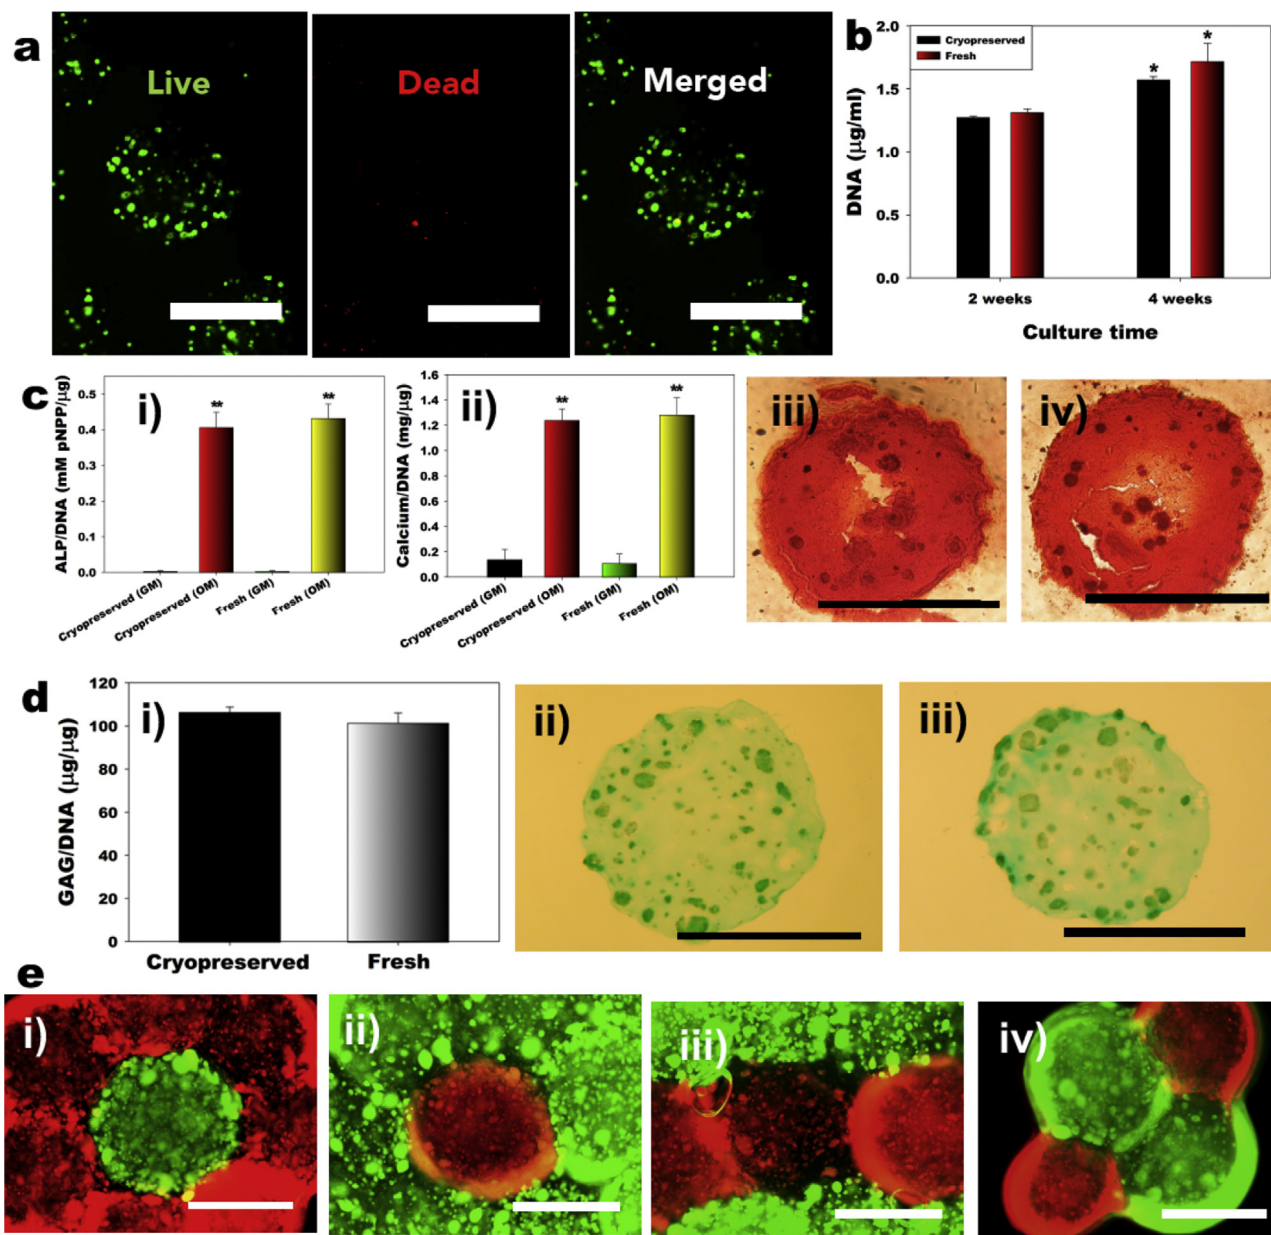 a
Live
Dead
Merged
b
Cryopreserved
Fresh
DNA (µg/ml)
2.0
1.5
1.0
0.5
0.0
*
*
2 weeks
4 weeks
Culture time
c
i)
ALP/DNA (mM pNPP/µg)
0.5
0.4
0.3
0.2
0.1
0.0
**
**
Cryopreserved (GM)
Cryopreserved (OM)
Fresh (GM)
Fresh (OM)
ii)
Calcium/DNA (mg/µg)
1.6
1.4
1.2
1.0
0.8
0.6
0.4
0.2
0.0
**
**
Cryopreserved (GM)
Cryopreserved (OM)
Fresh (GM)
Fresh (OM)
iii)
iv)
d
i)
GAG/DNA (µg/µg)
120
100
80
60
40
20
0
Cryopreserved
Fresh
ii)
iii)
e
i)
ii)
iii)
iv)